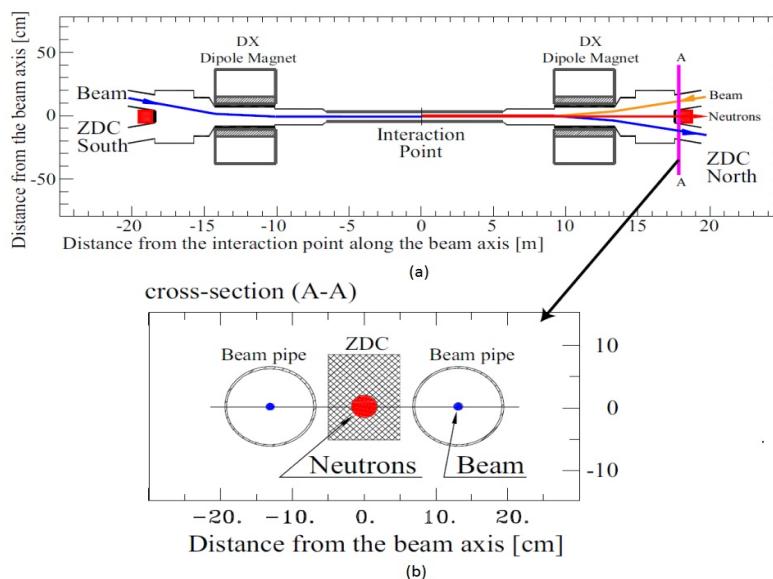 DX
Dipole Magnet
DX
Dipole Magnet
A
50
Beam
Beam
0
Neutrons
ZDC
South
Interaction
Point
A
ZDC
North
-50
Distance from the beam axis [cm]
-20 -15 -10 -5 0 5 10 15 20
Distance from the interaction point along the beam axis [m]
(a)
cross-section (A-A)
ZDC
Beam pipe
Beam pipe
10
0
Neutrons
Beam
-10
-20. -10. 0. 10. 20.
Distance from the beam axis [cm]
(b)